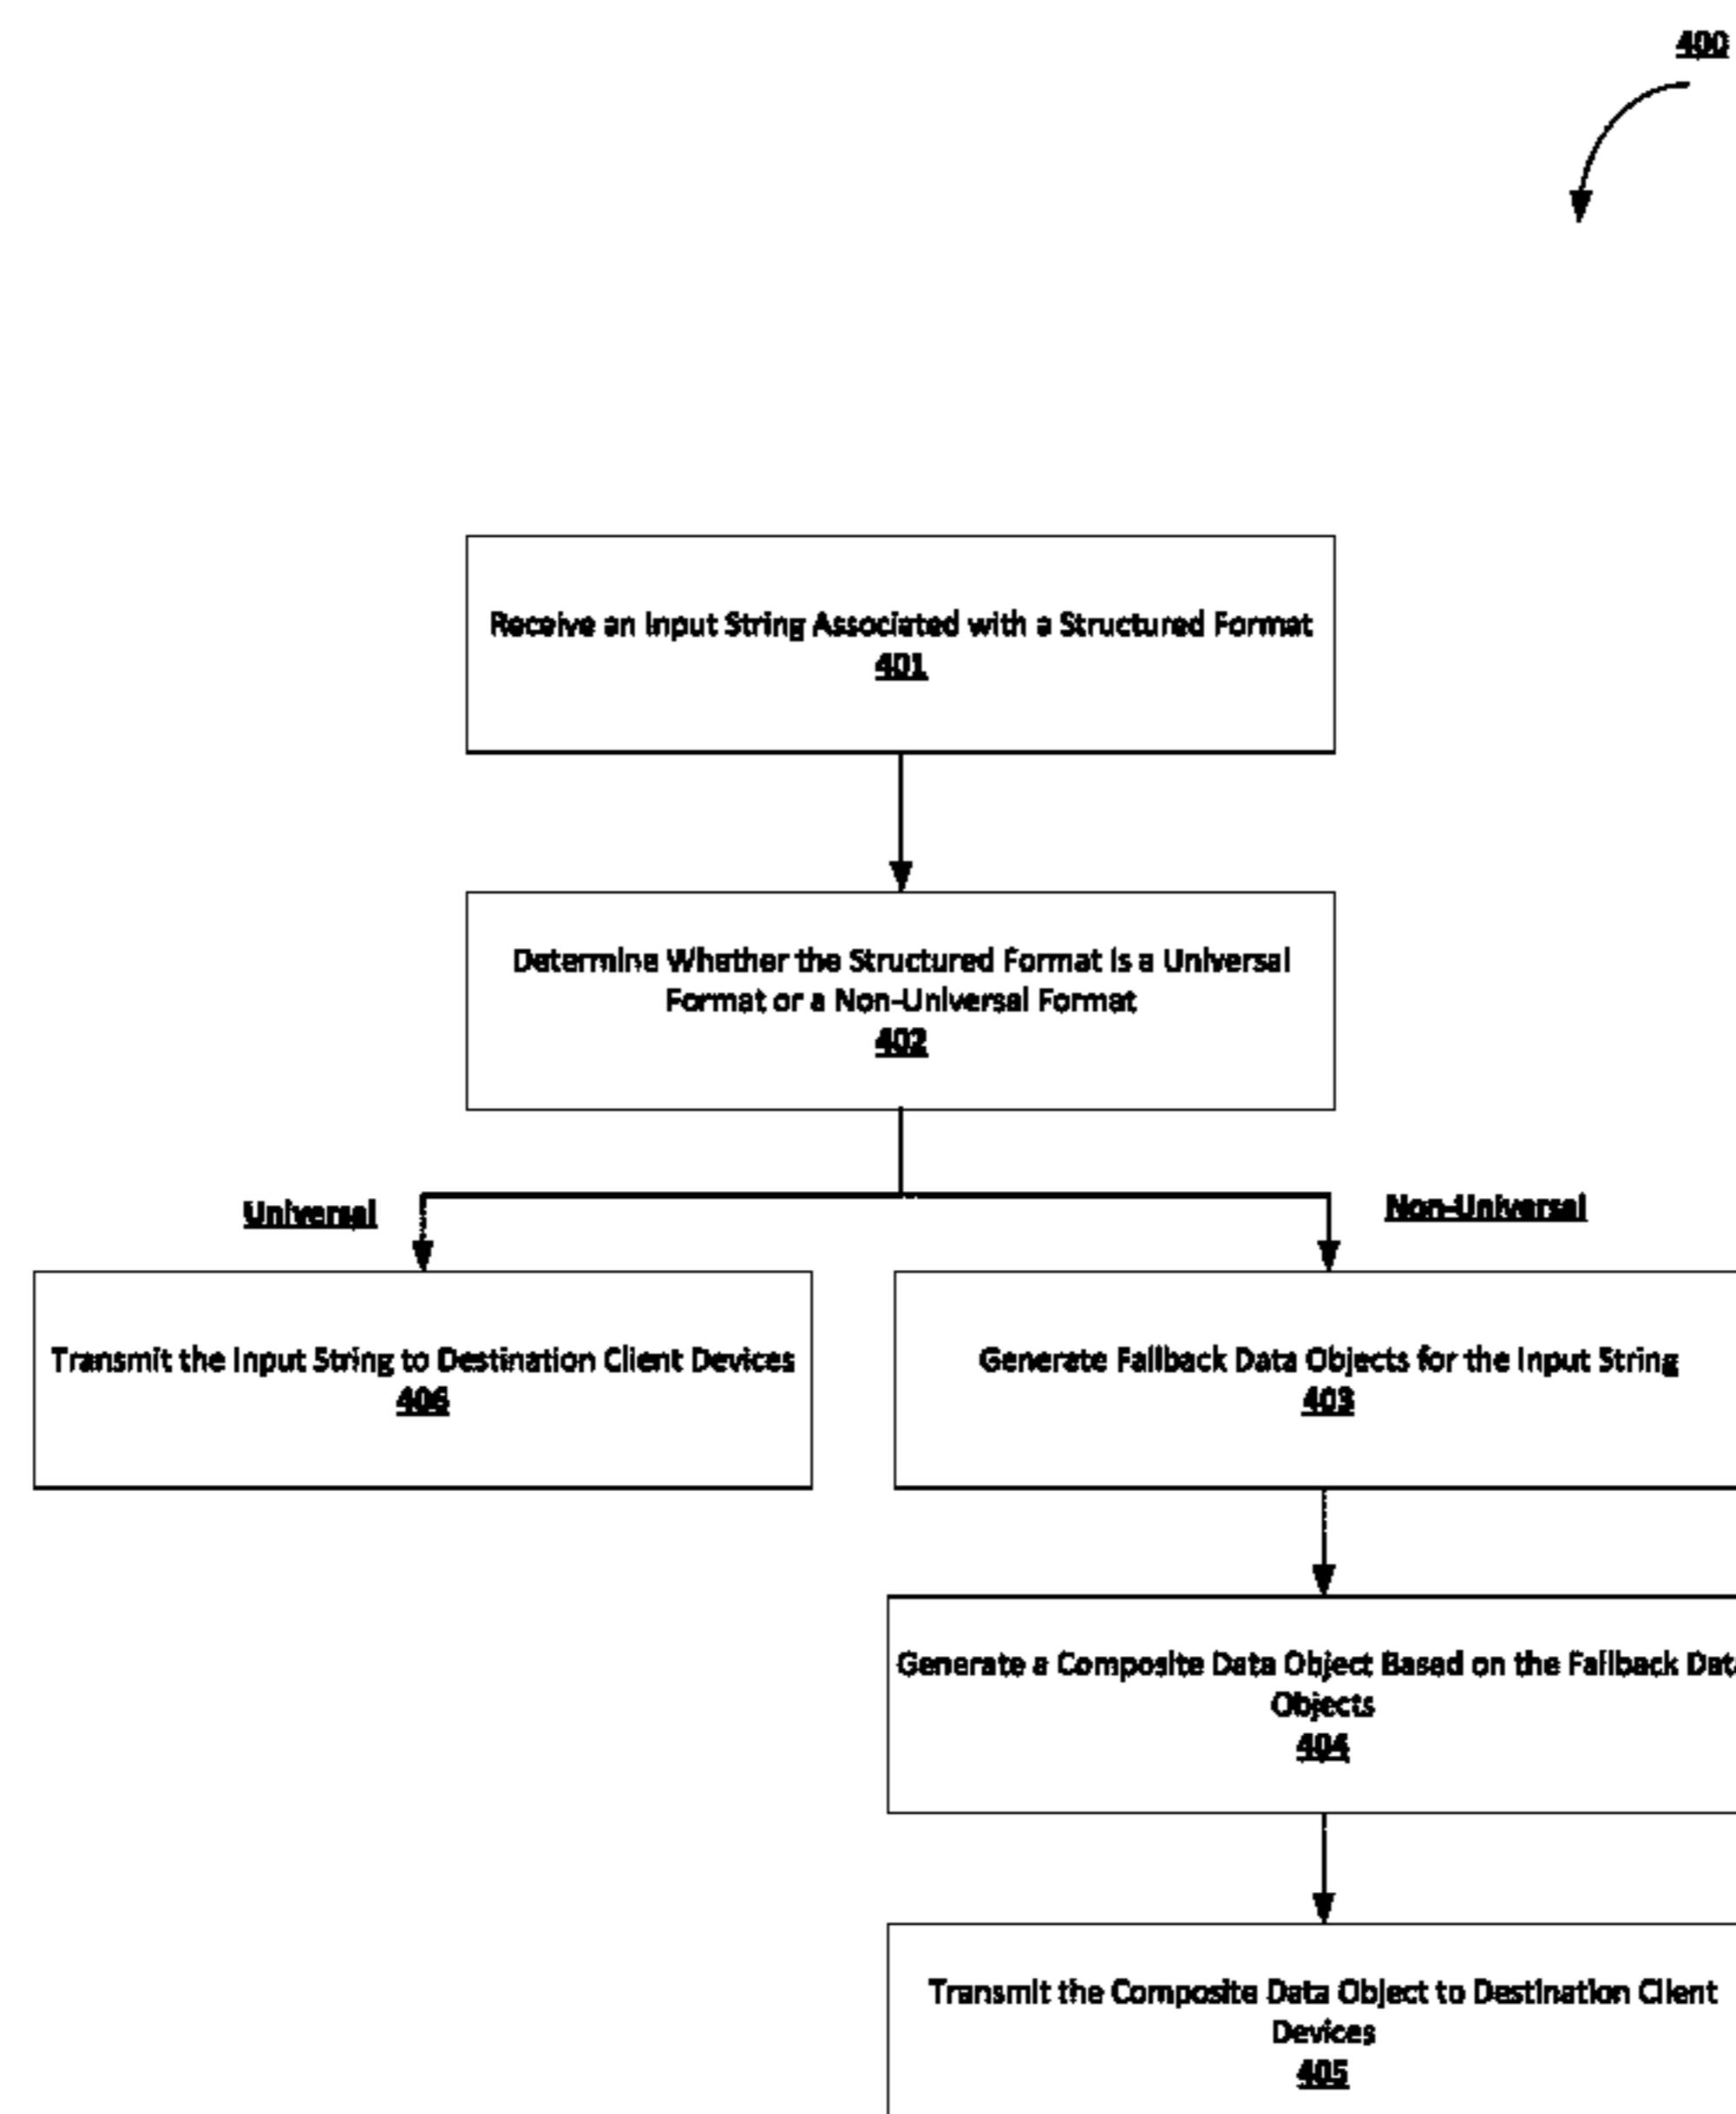 400
Receive an Input String Associated with a Structured Format
401
Determine Whether the Structured Format is a Universal
Format or a Non-Universal Format
402
Universal
Non-Universal
Transmit the Input String to Destination Client Devices
406
Generate Fallback Data Objects for the Input String
403
Generate a Composite Data Object Based on the Fallback Data
Objects
404
Transmit the Composite Data Object to Destination Client
Devices
405